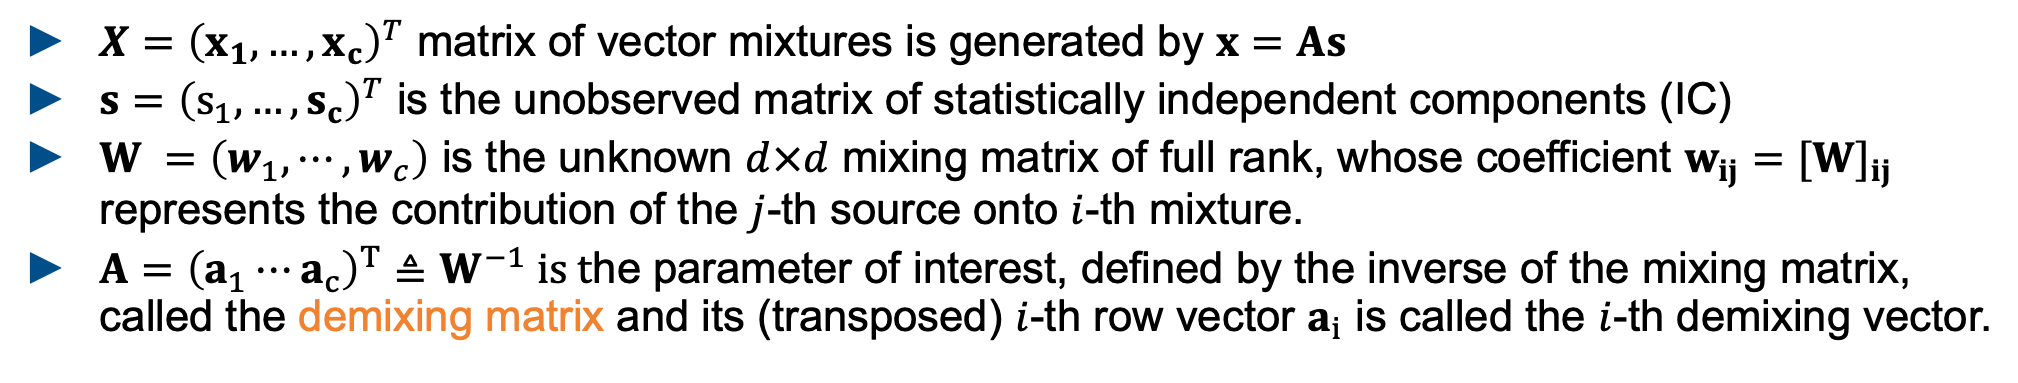 ► X = (x₁, …, x_c)ᵀ matrix of vector mixtures is generated by x = As
► s = (s₁, …, s_c)ᵀ is the unobserved matrix of statistically independent components (IC)
► W = (w₁, ⋯, w_c) is the unknown d×d mixing matrix of full rank, whose coefficient w_ij = [W]_ij
represents the contribution of the j-th source onto i-th mixture.
► A = (a₁ ⋯ a_c)ᵀ ≜ W⁻¹ is the parameter of interest, defined by the inverse of the mixing matrix,
called the demixing matrix and its (transposed) i-th row vector a_i is called the i-th demixing vector.